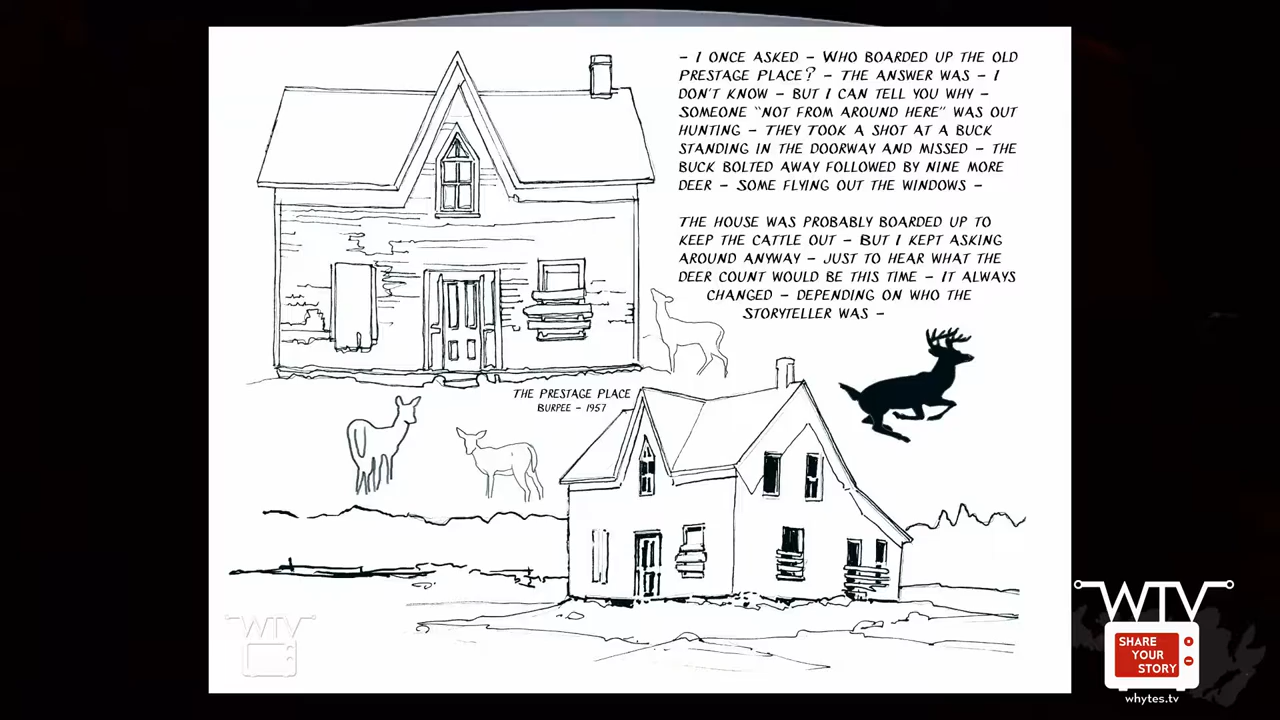 - I ONCE ASKED - WHO BOARDED UP THE OLD
PRESTAGE PLACE? - THE ANSWER WAS - I
DON'T KNOW - BUT I CAN TELL YOU WHY -
SOMEONE "NOT FROM AROUND HERE" WAS OUT
HUNTING - THEY TOOK A SHOT AT A BUCK
STANDING IN THE DOORWAY AND MISSED - THE
BUCK BOLTED AWAY FOLLOWED BY NINE MORE
DEER - SOME FLYING OUT THE WINDOWS -
THE HOUSE WAS PROBABLY BOARDED UP TO
KEEP THE CATTLE OUT - BUT I KEPT ASKING
AROUND ANYWAY - JUST TO HEAR WHAT THE
DEER COUNT WOULD BE THIS TIME - IT ALWAYS
CHANGED - DEPENDING ON WHO THE
STORYTELLER WAS -
THE PRESTAGE PLACE
BURPEE - 1957
WTV
WTV
SHARE
YOUR
STORY
whytes.tv